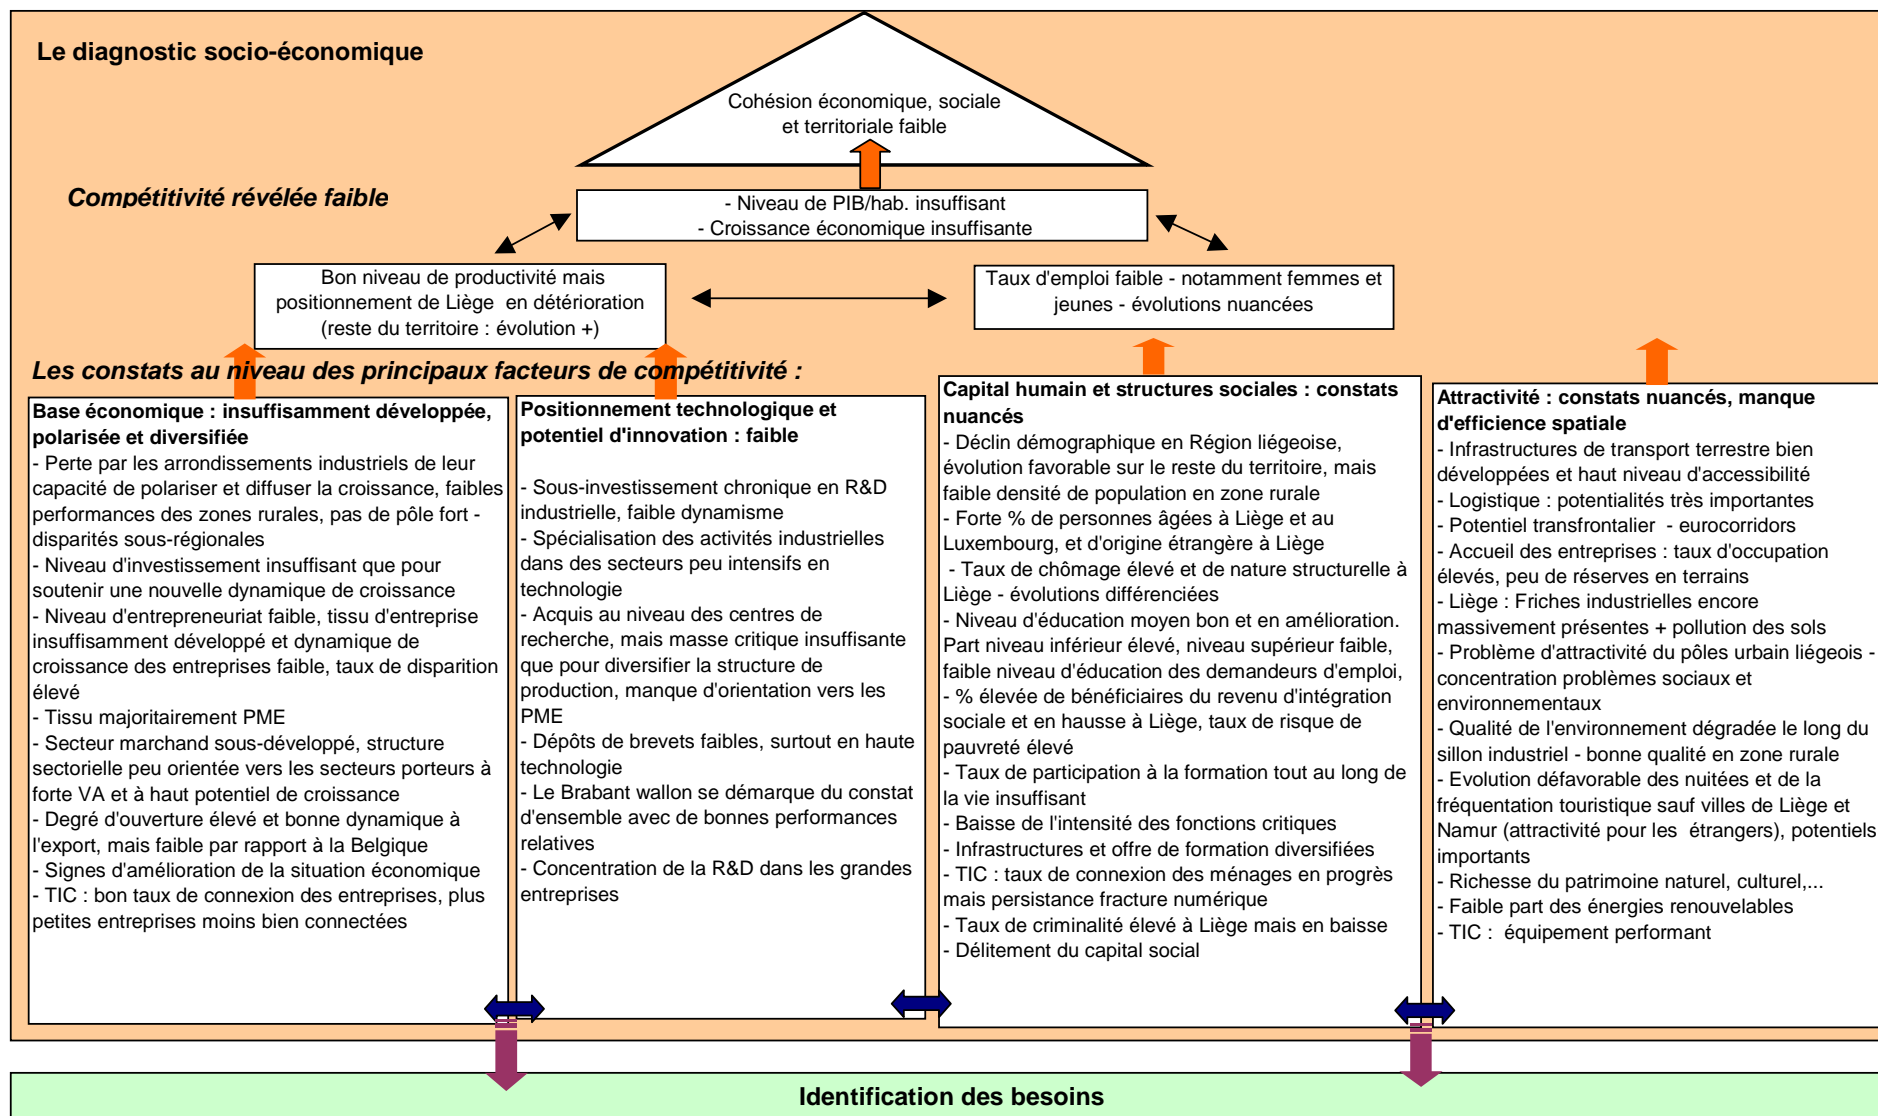 Le diagnostic socio-économique
Cohésion économique, sociale
et territoriale faible
Compétitivité révélée faible
- Niveau de PIB/hab. insuffisant
- Croissance économique insuffisante
Bon niveau de productivité mais
positionnement de Liège en détérioration
(reste du territoire : évolution +)
Taux d'emploi faible - notamment femmes et
jeunes - évolutions nuancées
Les constats au niveau des principaux facteurs de compétitivité :
Base économique : insuffisamment développée,
polarisée et diversifiée
- Perte par les arrondissements industriels de leur
capacité de polariser et diffuser la croissance, faibles
performances des zones rurales, pas de pôle fort -
disparités sous-régionales
- Niveau d'investissement insuffisant que pour
soutenir une nouvelle dynamique de croissance
- Niveau d'entrepreneuriat faible, tissu d'entreprise
insuffisamment développé et dynamique de
croissance des entreprises faible, taux de disparition
élevé
- Tissu majoritairement PME
- Secteur marchand sous-développé, structure
sectorielle peu orientée vers les secteurs porteurs à
forte VA et à haut potentiel de croissance
- Degré d'ouverture élevé et bonne dynamique à
l'export, mais faible par rapport à la Belgique
- Signes d'amélioration de la situation économique
- TIC : bon taux de connexion des entreprises, plus
petites entreprises moins bien connectées
Positionnement technologique et
potentiel d'innovation : faible
- Sous-investissement chronique en R&D
industrielle, faible dynamisme
- Spécialisation des activités industrielles
dans des secteurs peu intensifs en
technologie
- Acquis au niveau des centres de
recherche, mais masse critique insuffisante
que pour diversifier la structure de
production, manque d'orientation vers les
PME
- Dépôts de brevets faibles, surtout en haute
technologie
- Le Brabant wallon se démarque du constat
d'ensemble avec de bonnes performances
relatives
- Concentration de la R&D dans les grandes
entreprises
Capital humain et structures sociales : constats
nuancés
- Déclin démographique en Région liégeoise,
évolution favorable sur le reste du territoire, mais
faible densité de population en zone rurale
- Forte % de personnes âgées à Liège et au
Luxembourg, et d'origine étrangère à Liège
- Taux de chômage élevé et de nature structurelle à
Liège - évolutions différenciées
- Niveau d'éducation moyen bon et en amélioration.
Part niveau inférieur élevé, niveau supérieur faible,
faible niveau d'éducation des demandeurs d'emploi,
- % élevée de bénéficiaires du revenu d'intégration
sociale et en hausse à Liège, taux de risque de
pauvreté élevé
- Taux de participation à la formation tout au long de
la vie insuffisant
- Baisse de l'intensité des fonctions critiques
- Infrastructures et offre de formation diversifiées
- TIC : taux de connexion des ménages en progrès
mais persistance fracture numérique
- Taux de criminalité élevé à Liège mais en baisse
- Délitement du capital social
Attractivité : constats nuancés, manque
d'efficience spatiale
- Infrastructures de transport terrestre bien
développées et haut niveau d'accessibilité
- Logistique : potentialités très importantes
- Potentiel transfrontalier - eurocorridors
- Accueil des entreprises : taux d'occupation
élevés, peu de réserves en terrains
- Liège : Friches industrielles encore
massivement présentes + pollution des sols
- Problème d'attractivité du pôles urbain liégeois -
concentration problèmes sociaux et
environnementaux
- Qualité de l'environnement dégradée le long du
sillon industriel - bonne qualité en zone rurale
- Evolution défavorable des nuitées et de la
fréquentation touristique sauf villes de Liège et
Namur (attractivité pour les étrangers), potentiels
importants
- Richesse du patrimoine naturel, culturel,...
- Faible part des énergies renouvelables
- TIC : équipement performant
Identification des besoins